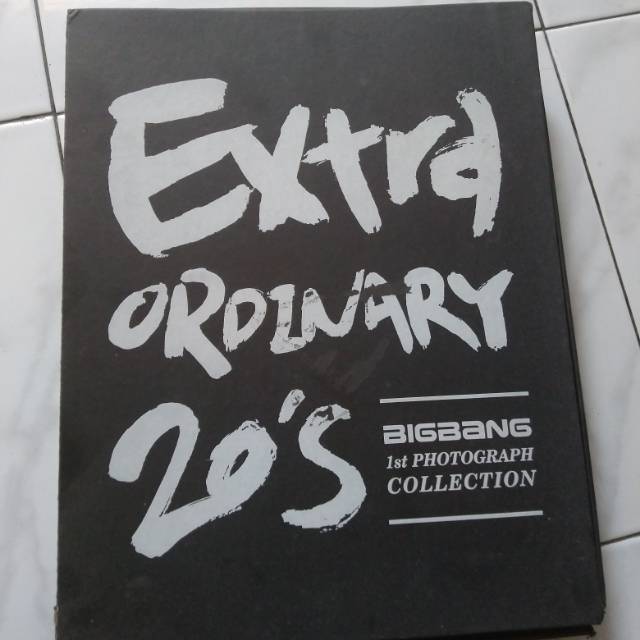 Extra
ORDINARY
20'S
BIGBANG
1st PHOTOGRAPH
COLLECTION